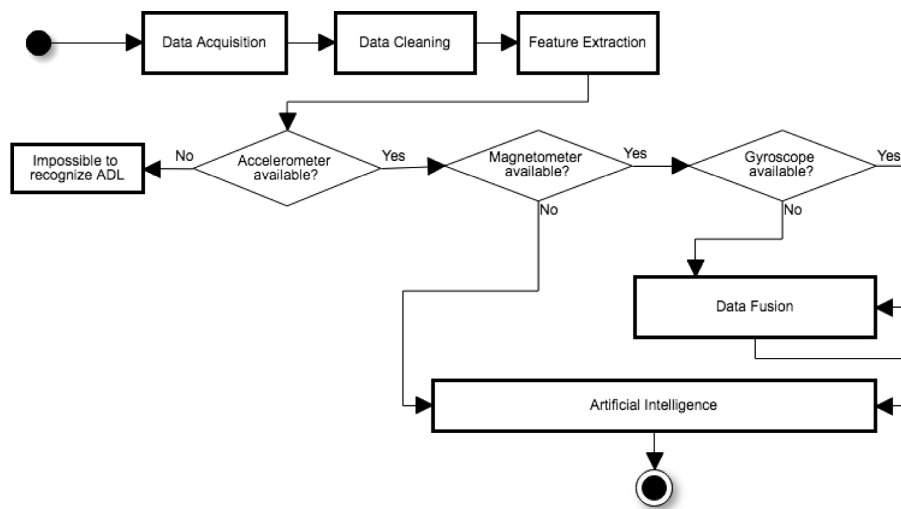 Data Acquisition
Data Cleaning
Feature Extraction
No
Accelerometer
available?
Yes
Magnetometer
available?
Yes
Gyroscope
available?
Yes
Impossible to
recognize ADL
No
No
Data Fusion
Artificial Intelligence